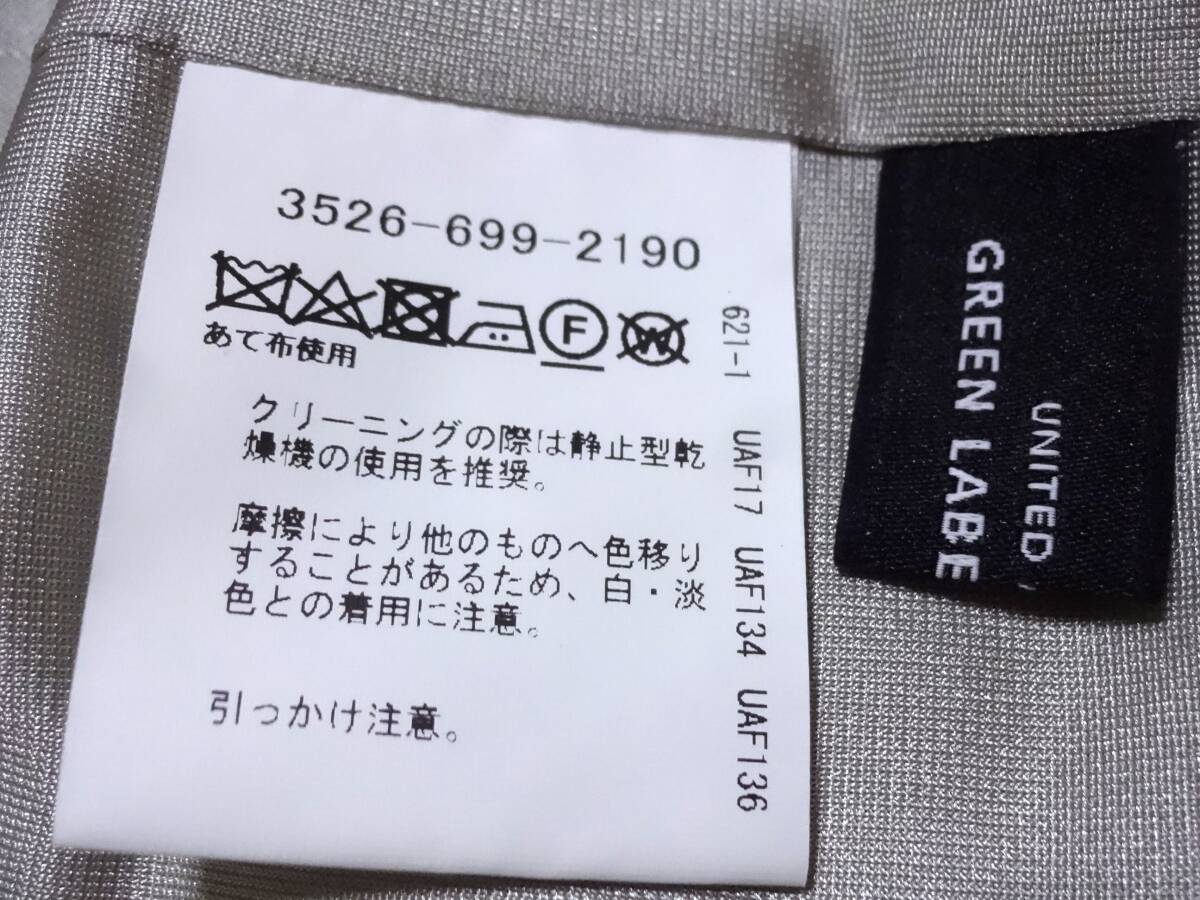 3526-699-2190
F
W
あて布使用
クリーニングの際は静止型乾
燥機の使用を推奨。
摩擦により他のものへ色移り
することがあるため、白・淡
色との着用に注意。
引っかけ注意。
621-1 UAF17 UAF134 UAF136
UNITED
GREEN LABE